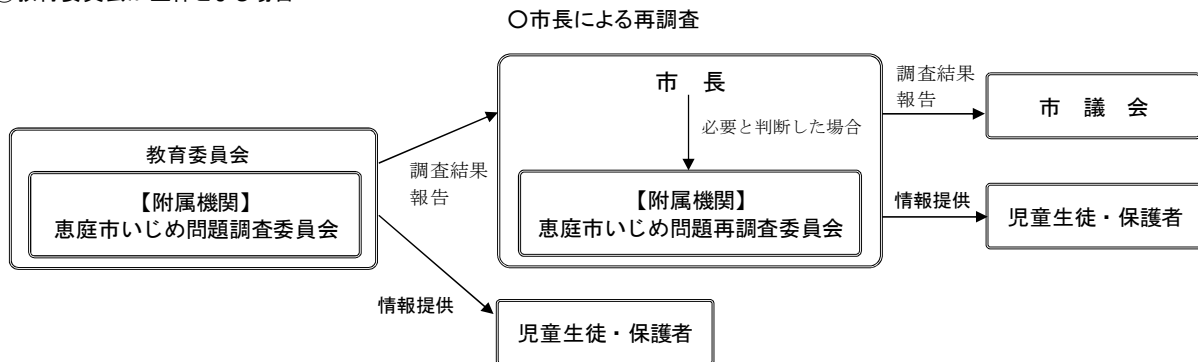 〇市長による再調査
市　長
必要と判断した場合
【附属機関】
恵庭市いじめ問題再調査委員会
教育委員会
【附属機関】
恵庭市いじめ問題調査委員会
調査結果
報告
情報提供
児童生徒・保護者
調査結果
報告
市　議　会
情報提供
児童生徒・保護者